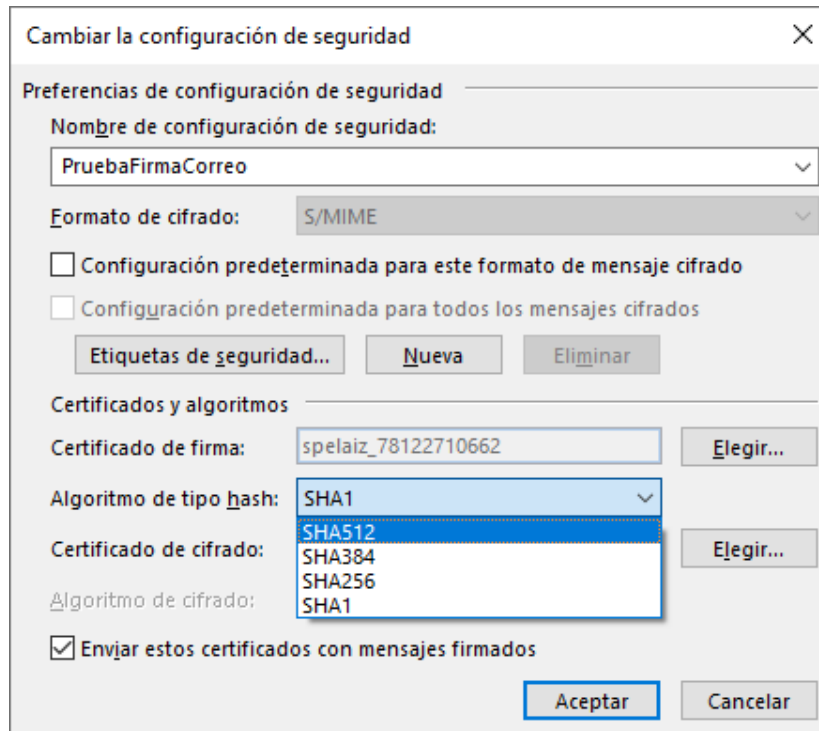 Cambiar la configuración de seguridad
Preferencias de configuración de seguridad
Nombre de configuración de seguridad:
PruebaFirmaCorreo
Formato de cifrado: S/MIME
Configuración predeterminada para este formato de mensaje cifrado
Configuración predeterminada para todos los mensajes cifrados
Etiquetas de seguridad... Nueva Eliminar
Certificados y algoritmos
Certificado de firma: spelaiz_78122710662 Elegir...
Algoritmo de tipo hash: SHA1
SHA512
SHA384
Certificado de cifrado: Elegir...
SHA256
Algoritmo de cifrado: SHA1
Enviar estos certificados con mensajes firmados
Aceptar Cancelar